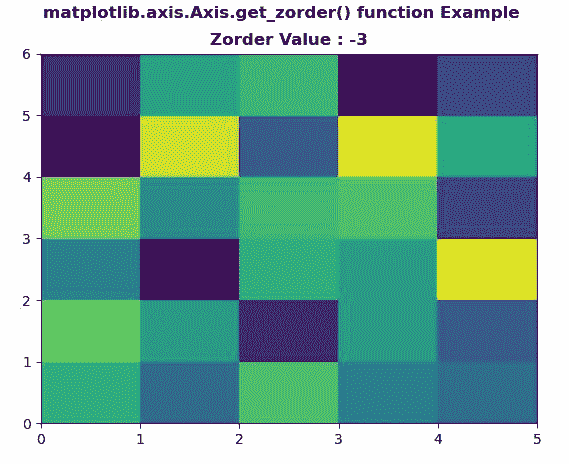 matplotlib.axis.Axis.get_zorder() function Example
Zorder Value : -3
6
5
4
3
2
1
0
0 1 2 3 4 5